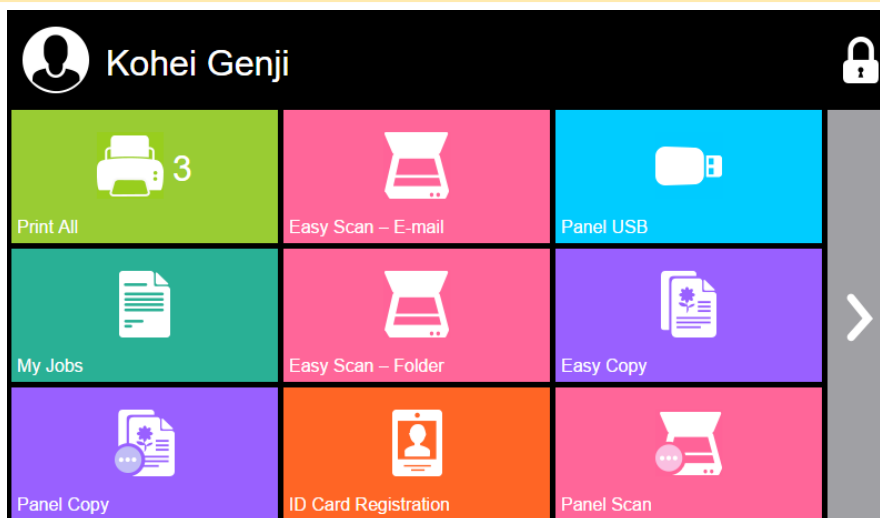 Kohei Genji
3
Print All
Easy Scan – E-mail
Panel USB
My Jobs
Easy Scan – Folder
Easy Copy
Panel Copy
ID Card Registration
Panel Scan